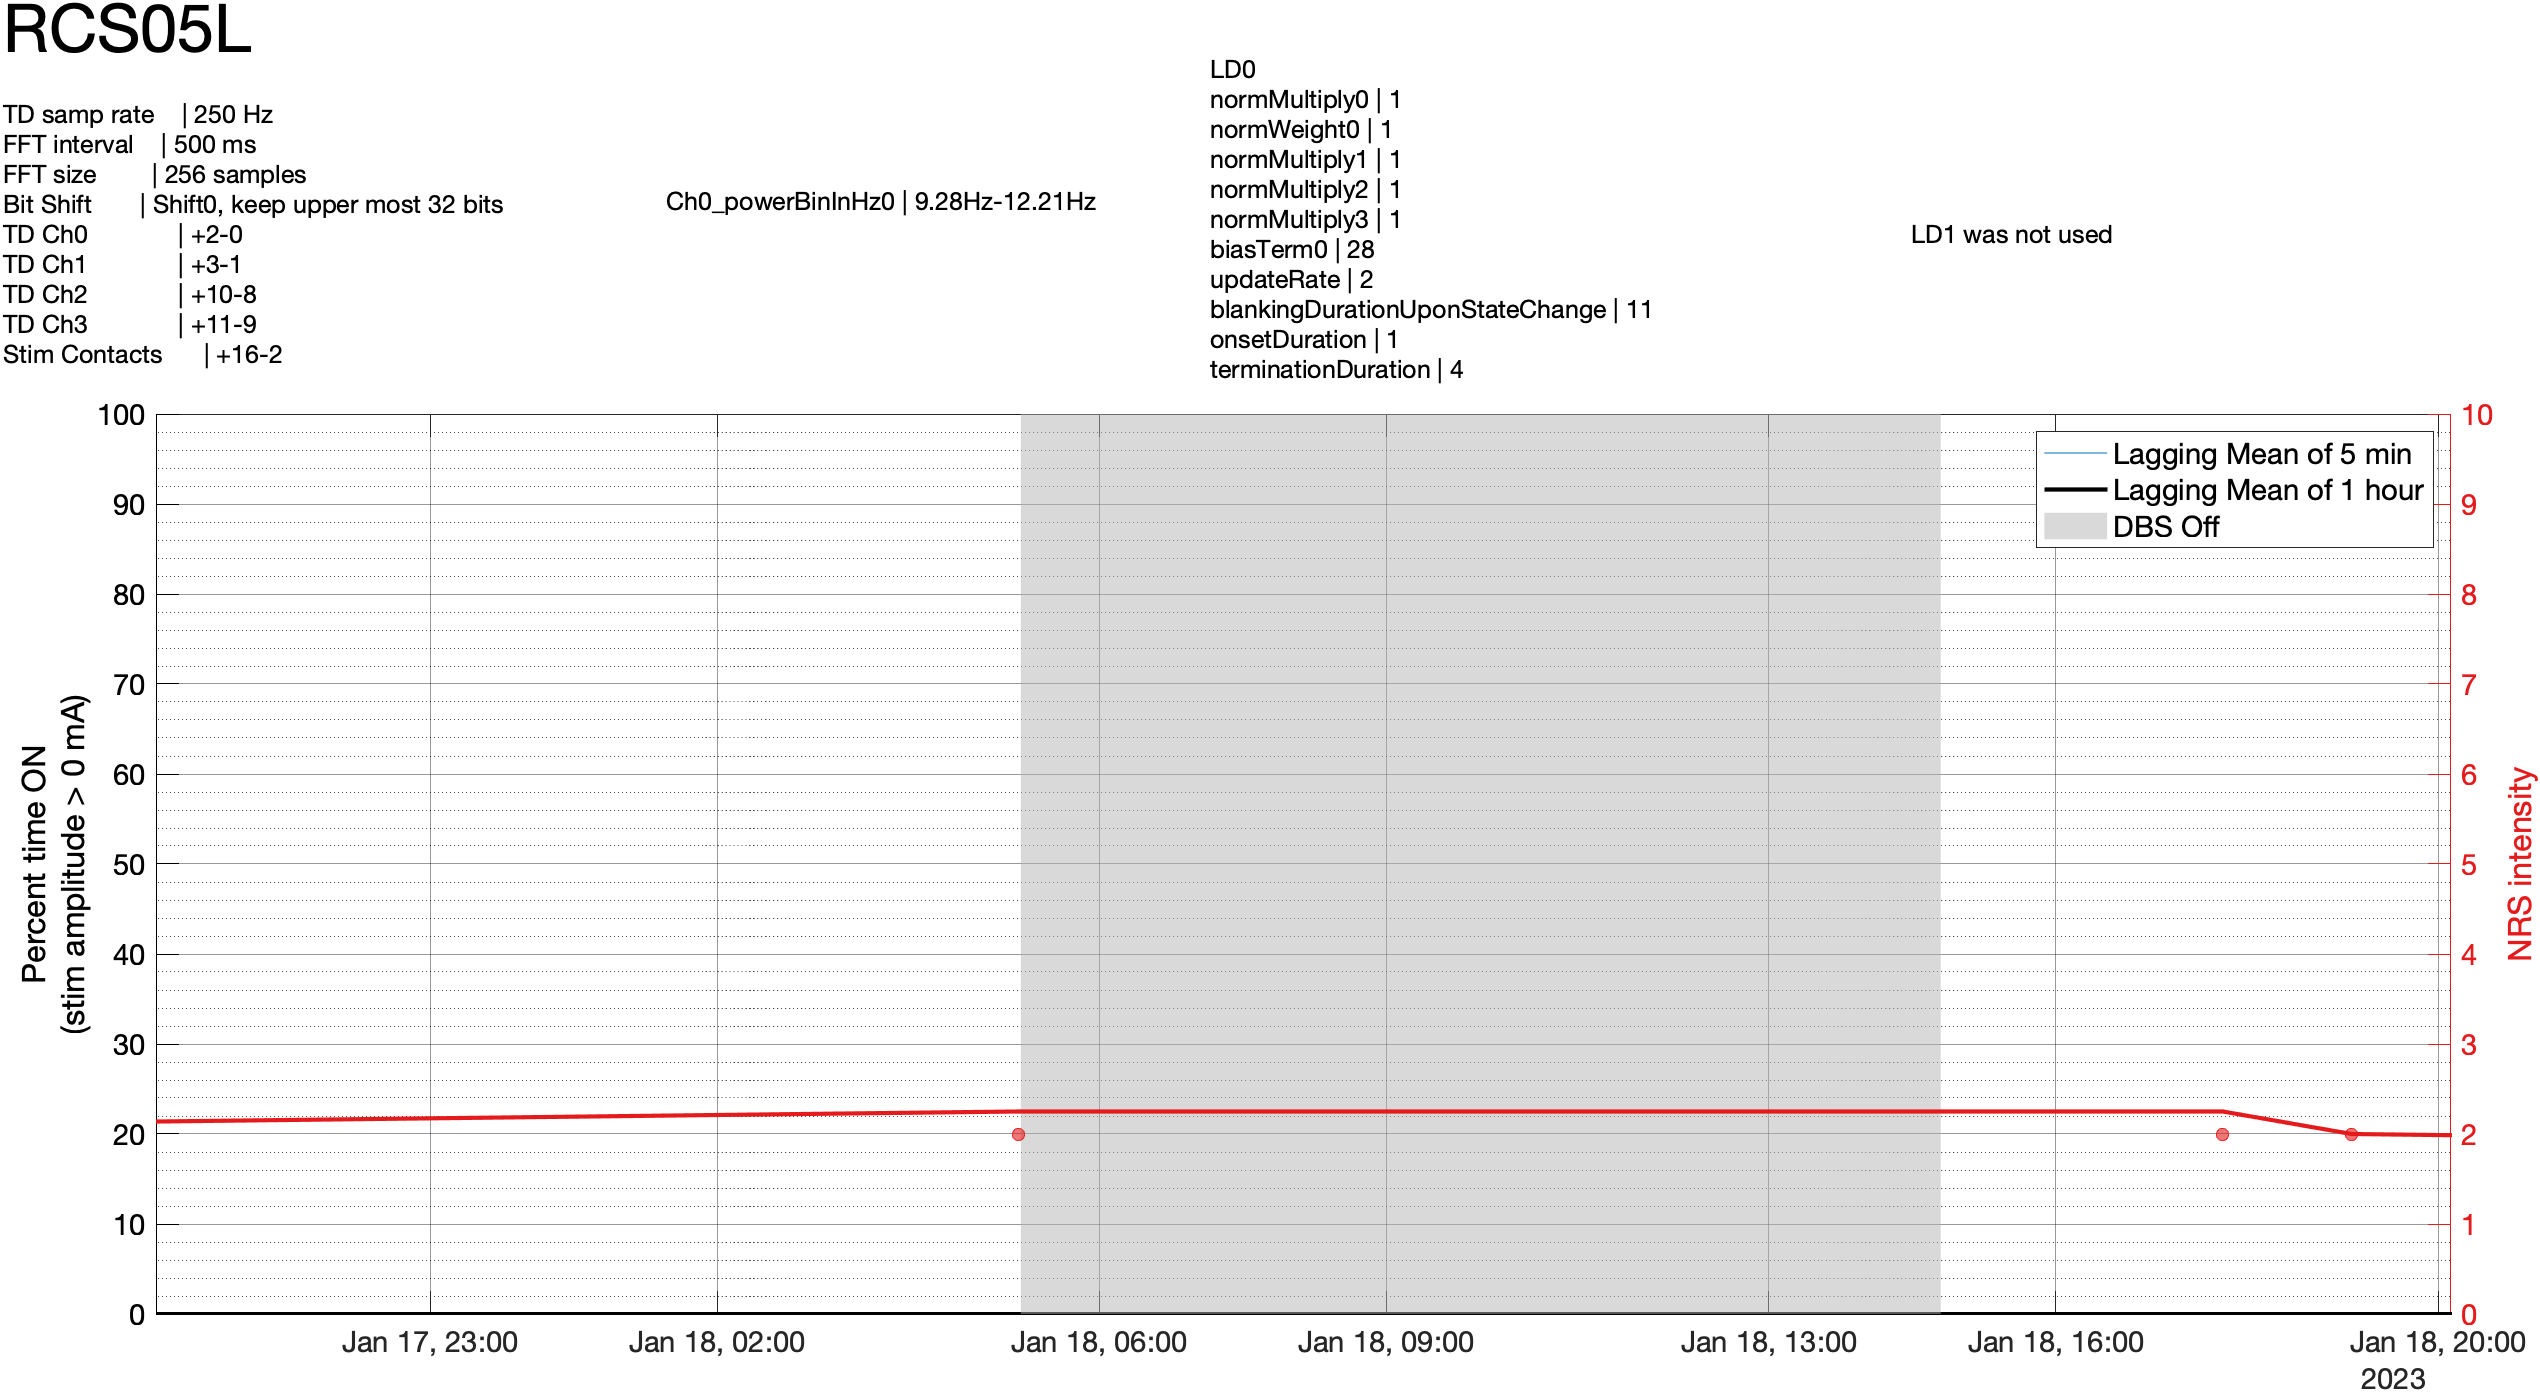 RCS05L
TD samp rate | 250 Hz
FFT interval | 500 ms
FFT size | 256 samples
Bit Shift | Shift0, keep upper most 32 bits
TD Ch0 | +2-0
TD Ch1 | +3-1
TD Ch2 | +10-8
TD Ch3 | +11-9
Stim Contacts | +16-2
Ch0_powerBinInHz0 | 9.28Hz-12.21Hz
LD0
normMultiply0 | 1
normWeight0 | 1
normMultiply1 | 1
normMultiply2 | 1
normMultiply3 | 1
biasTerm0 | 28
updateRate | 2
blankingDurationUponStateChange | 11
onsetDuration | 1
terminationDuration | 4
LD1 was not used
Percent time ON
(stim amplitude > 0 mA)
100
90
80
70
60
50
40
30
20
10
0
Lagging Mean of 5 min
Lagging Mean of 1 hour
DBS Off
10
9
8
7
6
5
4
3
2
1
0
NRS intensity
Jan 17, 23:00
Jan 18, 02:00
Jan 18, 06:00
Jan 18, 09:00
Jan 18, 13:00
Jan 18, 16:00
Jan 18, 20:00
2023